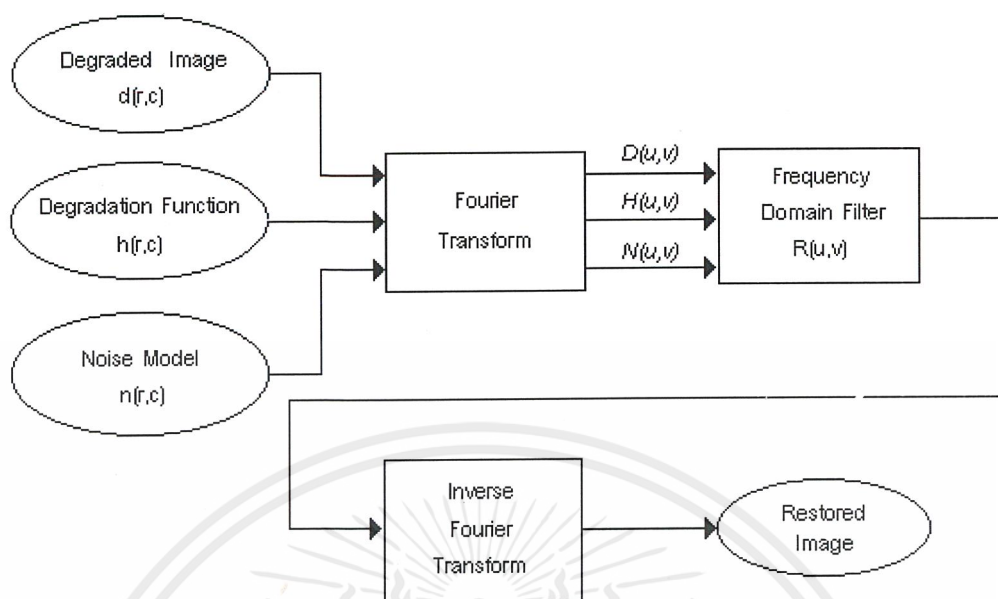 Degraded Image
d(r,c)
Degradation Function
h(r,c)
Noise Model
n(r,c)
Fourier
Transform
D(u,v)
H(u,v)
N(u,v)
Frequency
Domain Filter
R(u,v)
Inverse
Fourier
Transform
Restored
Image